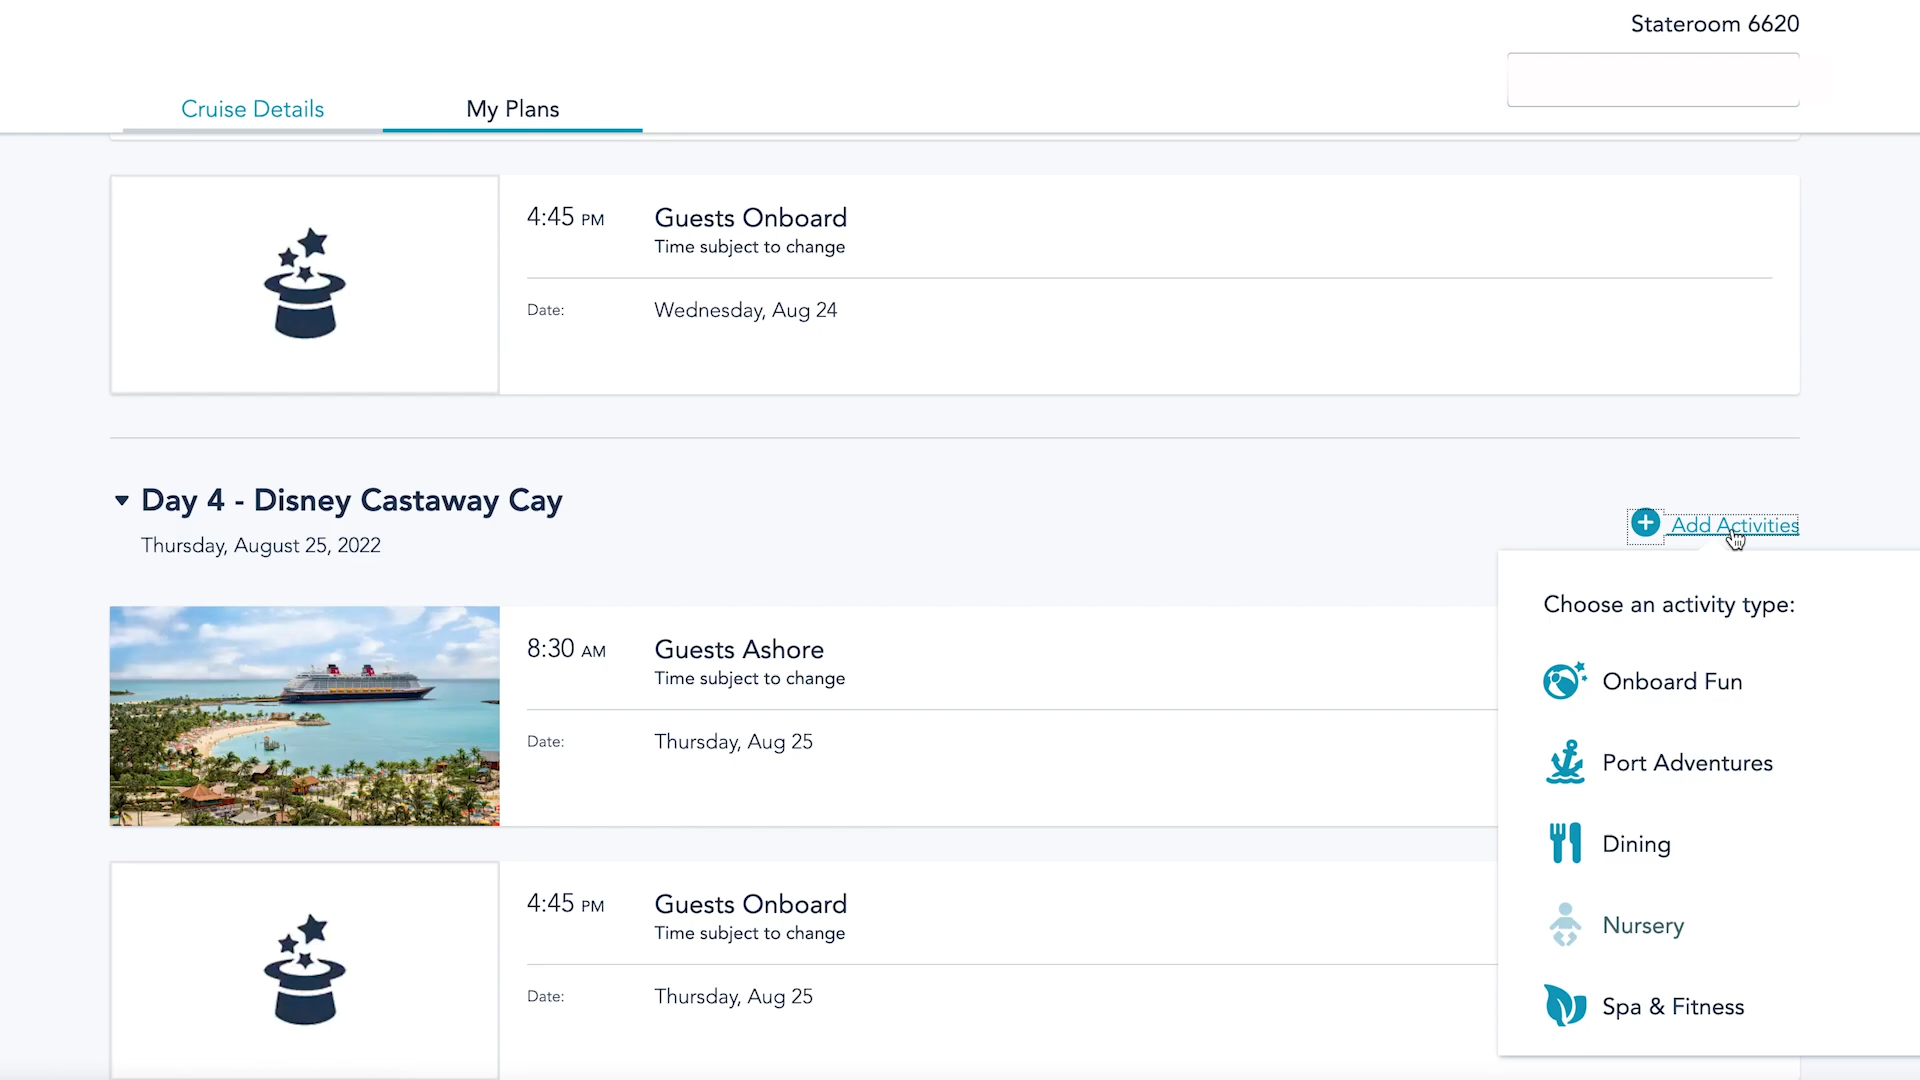 Stateroom 6620
Cruise Details
My Plans
4:45 PM
Guests Onboard
Time subject to change
Date:
Wednesday, Aug 24
Day 4 - Disney Castaway Cay
Thursday, August 25, 2022
Add Activities
Choose an activity type:
Onboard Fun
Port Adventures
Dining
Nursery
Spa & Fitness
8:30 AM
Guests Ashore
Time subject to change
Date:
Thursday, Aug 25
4:45 PM
Guests Onboard
Time subject to change
Date:
Thursday, Aug 25